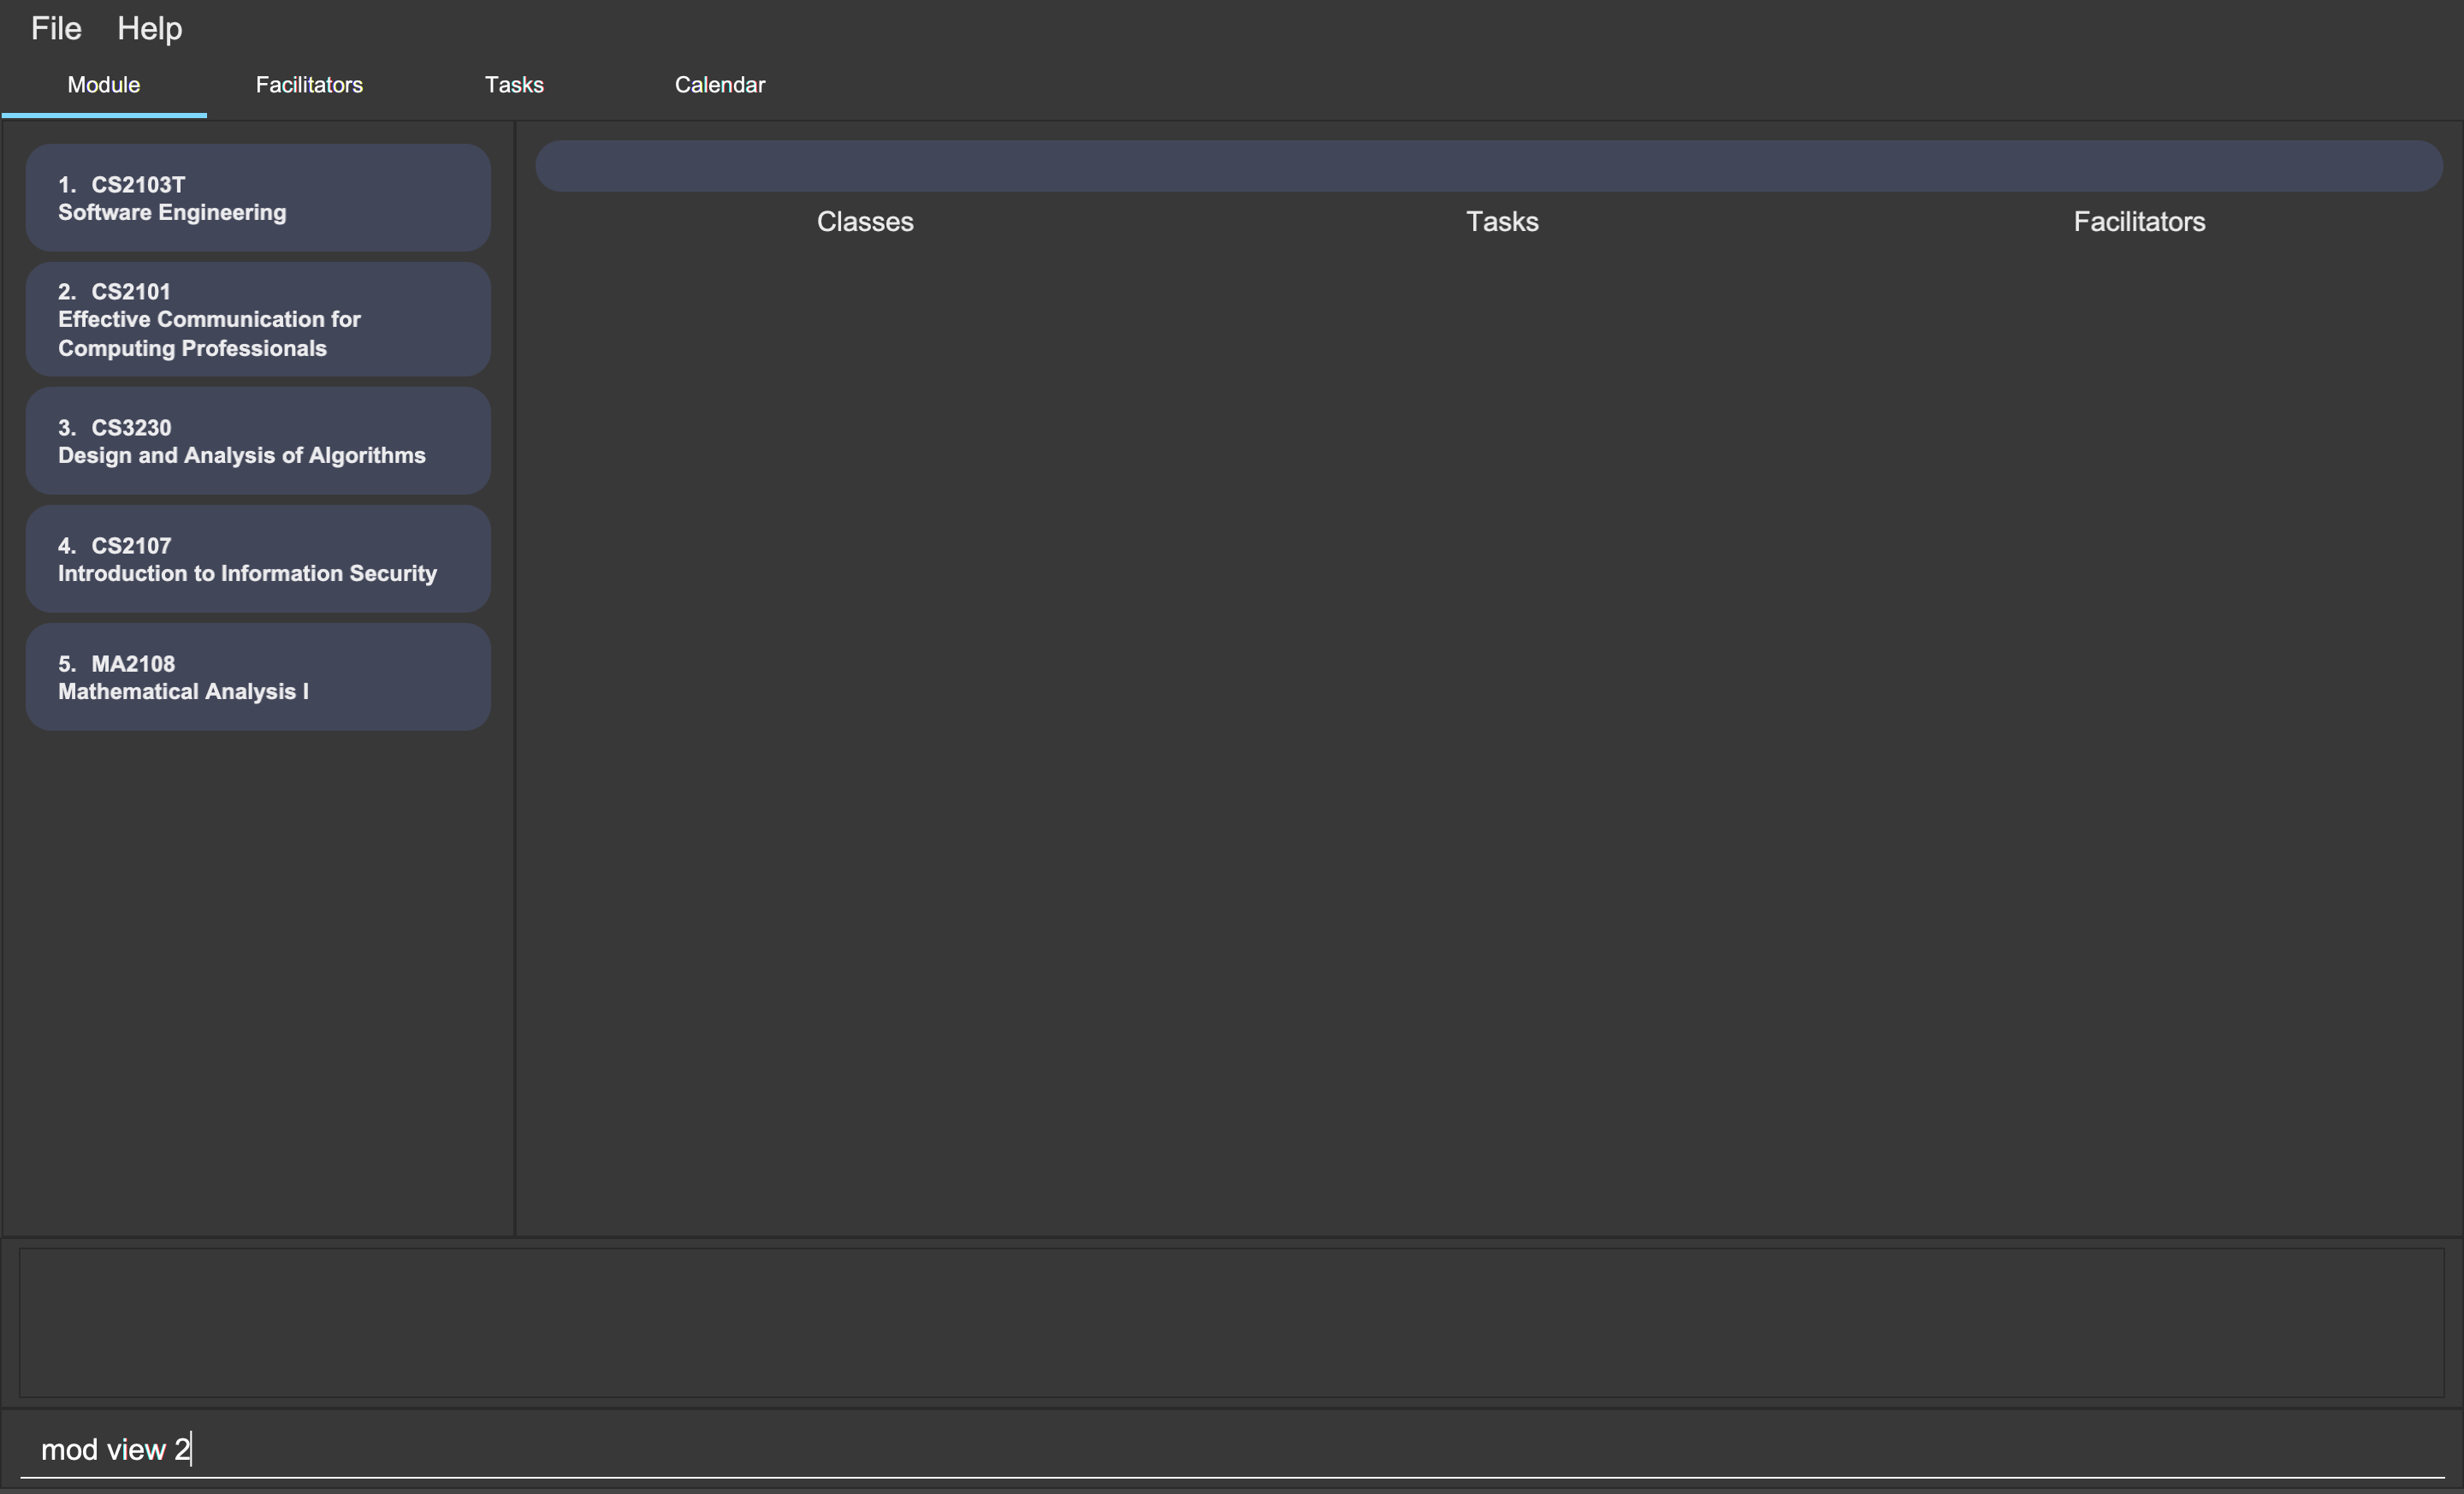 File Help
Module Facilitators Tasks Calendar
1. CS2103T
Software Engineering
2. CS2101
Effective Communication for
Computing Professionals
3. CS3230
Design and Analysis of Algorithms
4. CS2107
Introduction to Information Security
5. MA2108
Mathematical Analysis I
Classes Tasks Facilitators
mod view 2